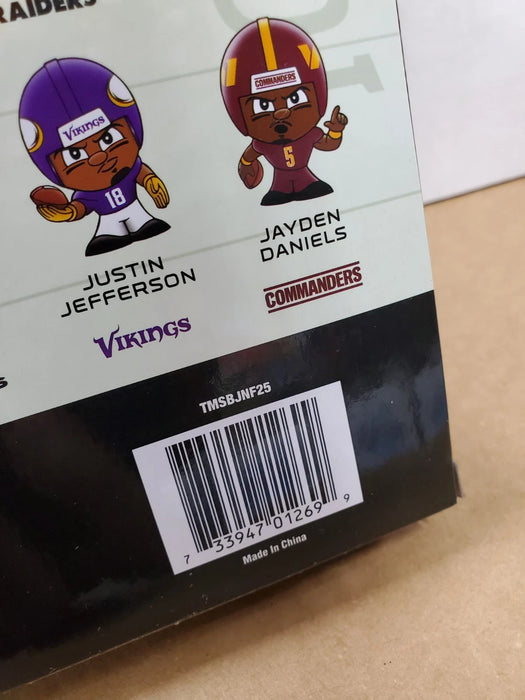 RAIDERS
VIKINGS
18
COMMANDERS
5
JUSTIN
JEFFERSON
JAYDEN
DANIELS
VIKINGS
COMMANDERS
TMSBJNF25
7 33947 01269 9
Made In China